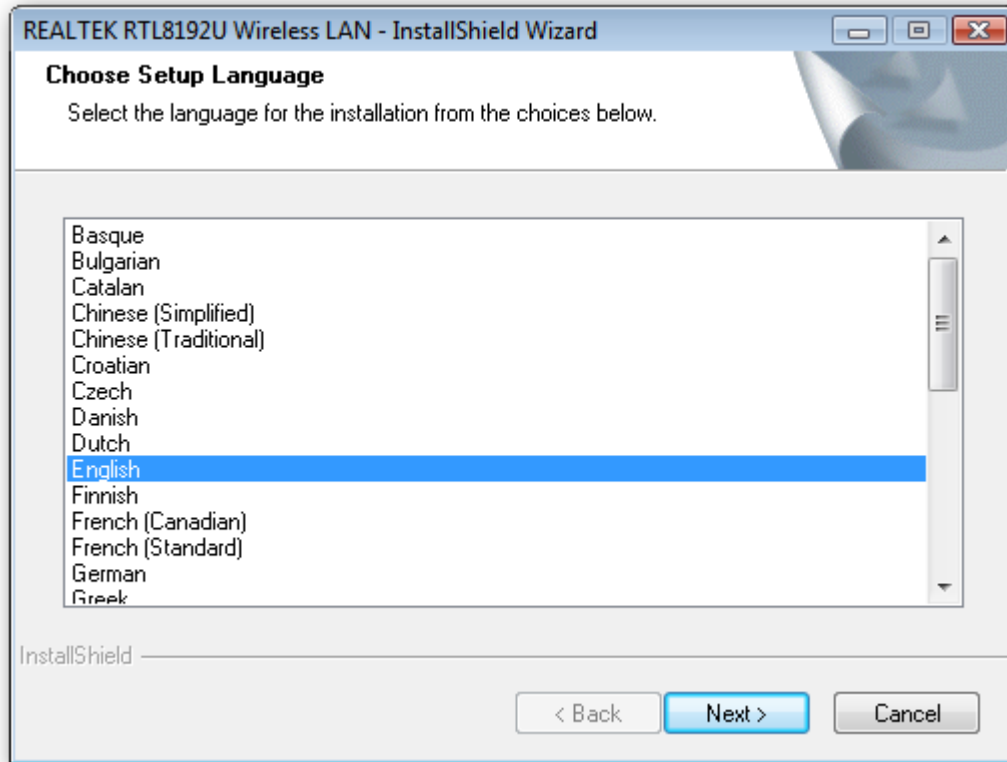 REALTEK RTL8192U Wireless LAN - InstallShield Wizard
Choose Setup Language
Select the language for the installation from the choices below.
Basque
Bulgarian
Catalan
Chinese (Simplified)
Chinese (Traditional)
Croatian
Czech
Danish
Dutch
English
Finnish
French (Canadian)
French (Standard)
German
Greek
InstallShield
< Back
Next >
Cancel